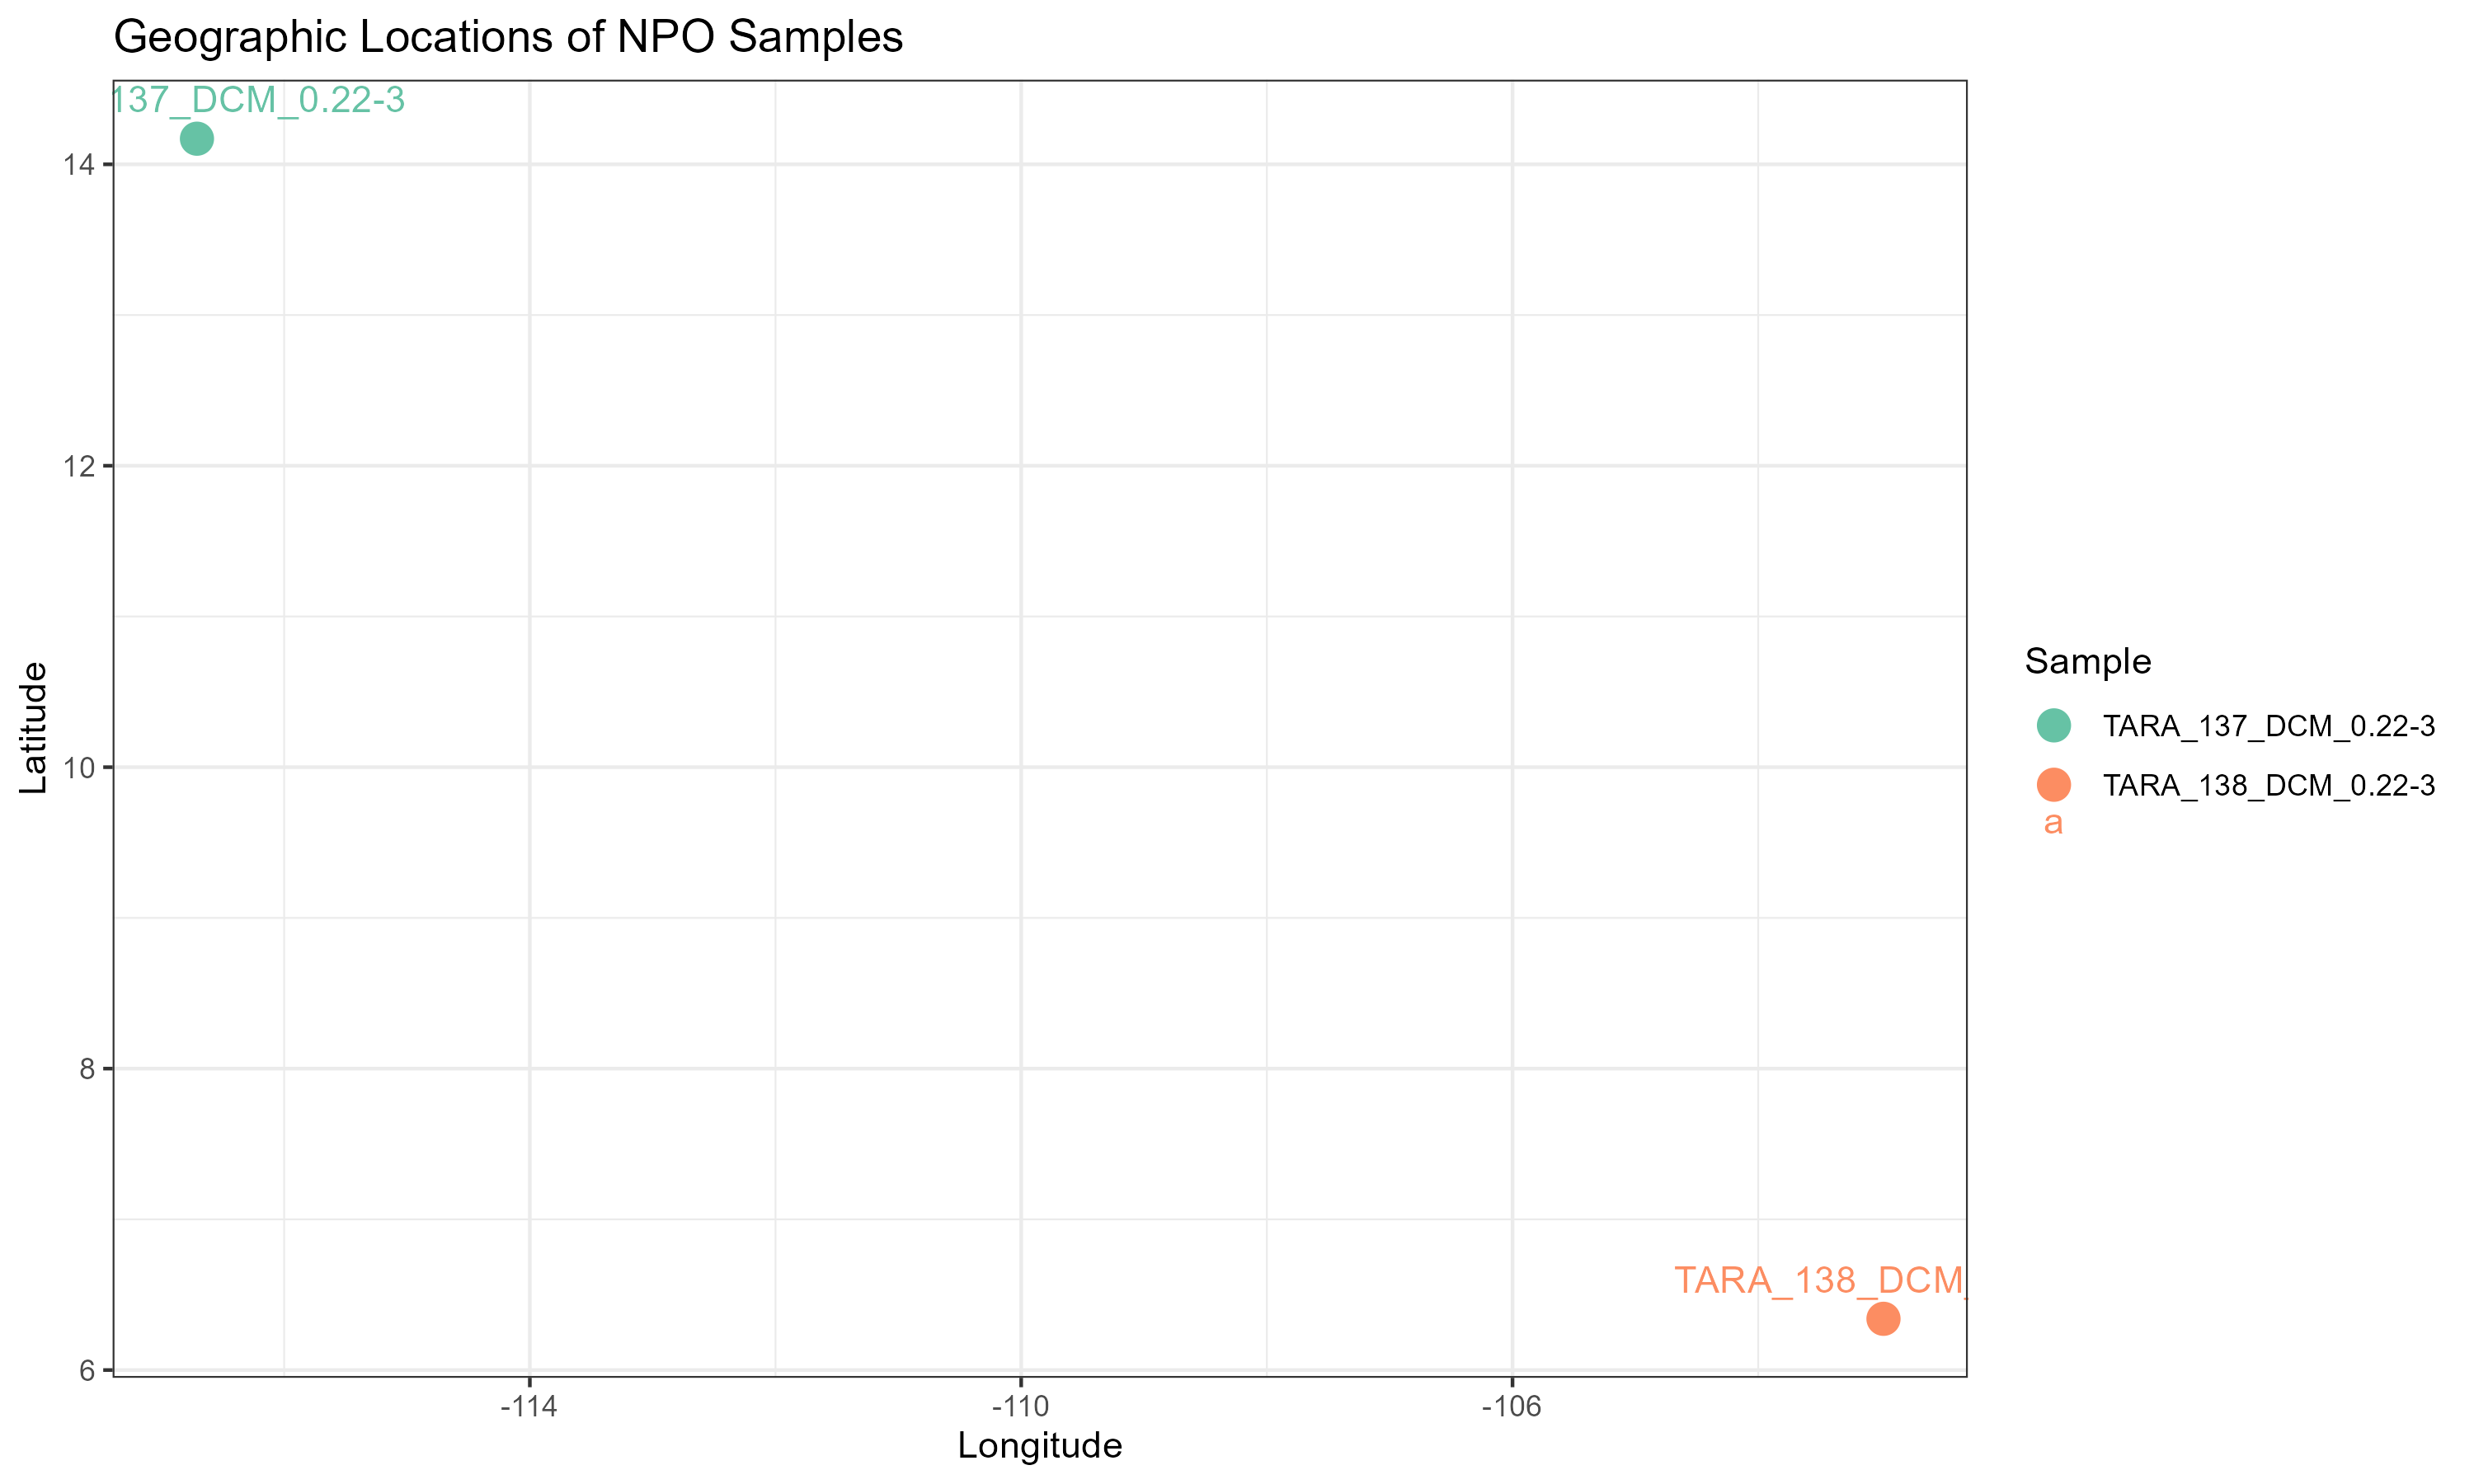 Geographic Locations of NPO Samples
137_DCM_0.22-3
14
12
10
8
6
Latitude
TARA_138_DCM_
-114
-110
-106
Longitude
Sample
TARA_137_DCM_0.22-3
TARA_138_DCM_0.22-3
a